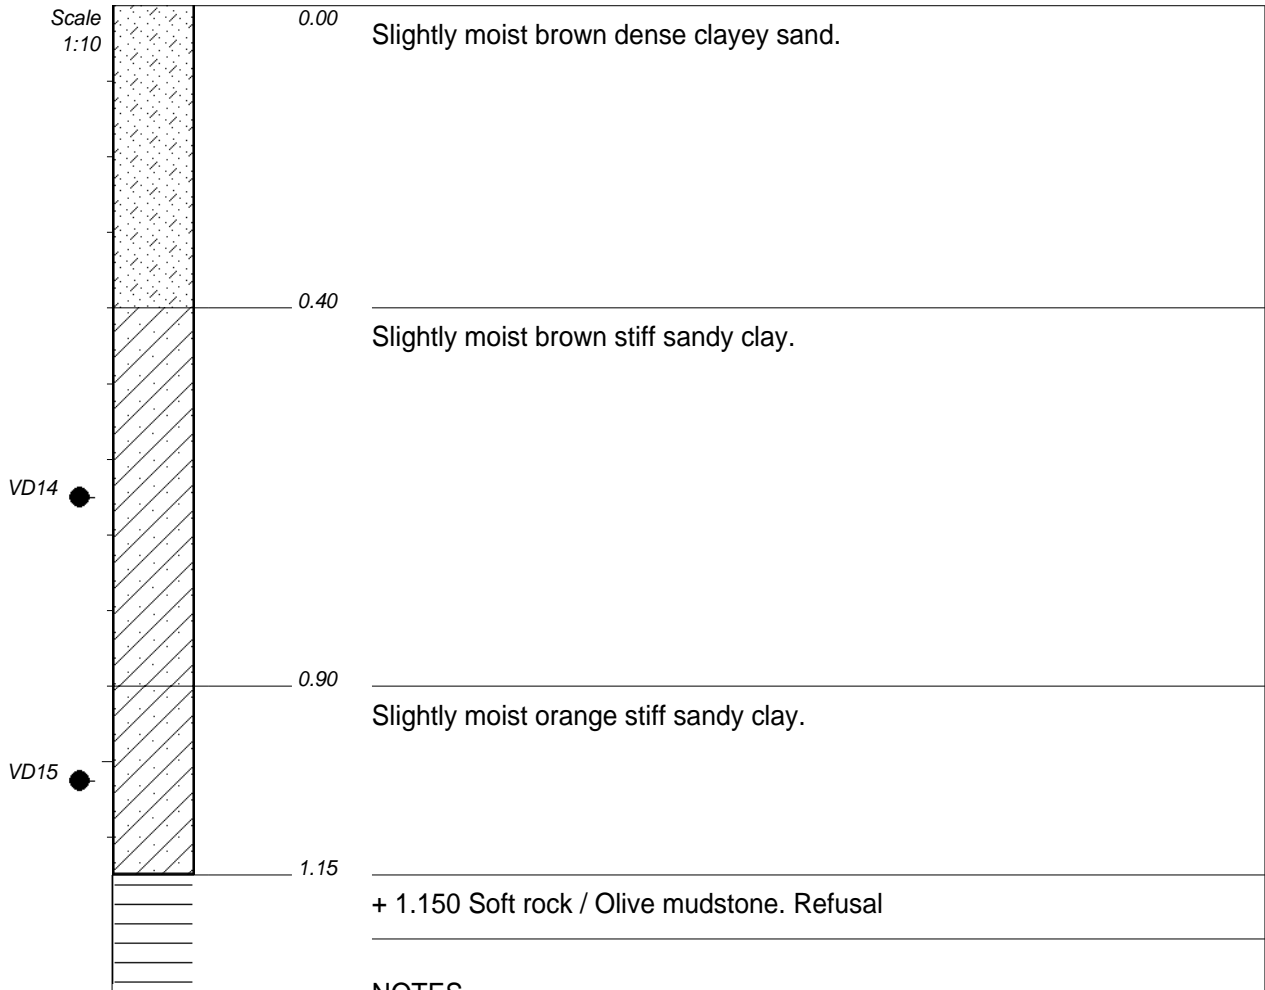 Scale
1:10
0.00
Slightly moist brown dense clayey sand.
0.40
Slightly moist brown stiff sandy clay.
VD14
0.90
Slightly moist orange stiff sandy clay.
VD15
1.15
+ 1.150 Soft rock / Olive mudstone. Refusal
NOTES